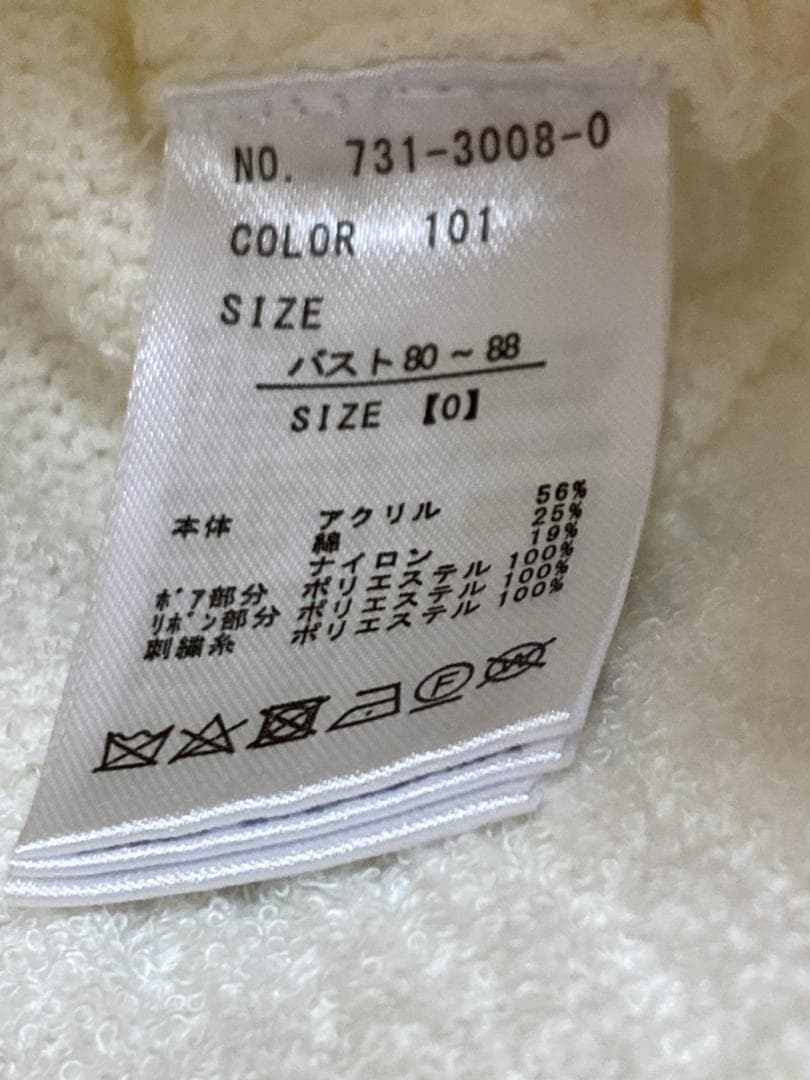 NO. 731-3008-0
COLOR 101
SIZE
バスト80~88
SIZE 【0】
本体 アクリル 56%
綿 25%
ナイロン 19%
ボア部分 ポリエステル 100%
リボン部分 ポリエステル 100%
刺繍糸 ポリエステル 100%
F W